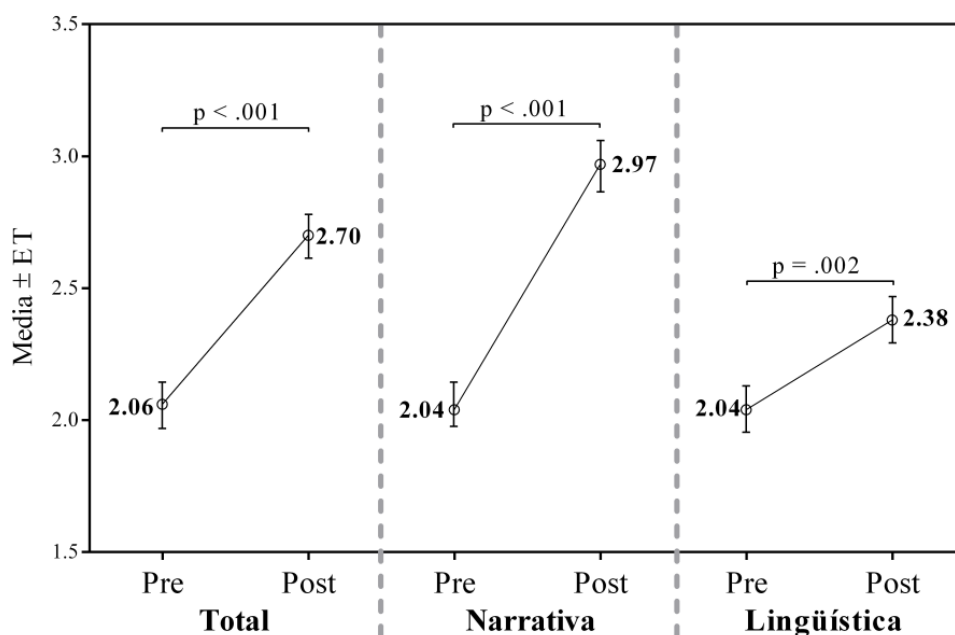 Media ± ET
3.5
3.0
2.5
2.0
1.5
p < .001
2.06
2.70
p < .001
2.04
2.97
p = .002
2.04
2.38
Pre Post Pre Post Pre Post
Total Narrativa Lingüística